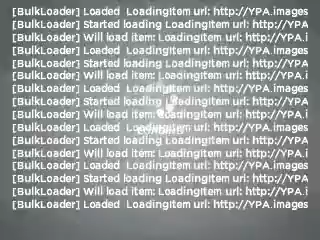 [BulkLoader] Loaded LoadingItem url: http://YPA.images
[BulkLoader] Started loading LoadingItem url: http://YPA
[BulkLoader] Will load item: LoadingItem url: http://YPA.i
[BulkLoader] Loaded LoadingItem url: http://YPA.images
[BulkLoader] Started loading LoadingItem url: http://YPA
[BulkLoader] Will load item: LoadingItem url: http://YPA.i
[BulkLoader] Loaded LoadingItem url: http://YPA.images
[BulkLoader] Started loading LoadingItem url: http://YPA
[BulkLoader] Will load item: LoadingItem url: http://YPA.i
[BulkLoader] Loaded LoadingItem url: http://YPA.images
[BulkLoader] Started loading LoadingItem url: http://YPA
[BulkLoader] Will load item: LoadingItem url: http://YPA.i
[BulkLoader] Loaded LoadingItem url: http://YPA.images
[BulkLoader] Started loading LoadingItem url: http://YPA
[BulkLoader] Will load item: LoadingItem url: http://YPA.i
[BulkLoader] Loaded LoadingItem url: http://YPA.images